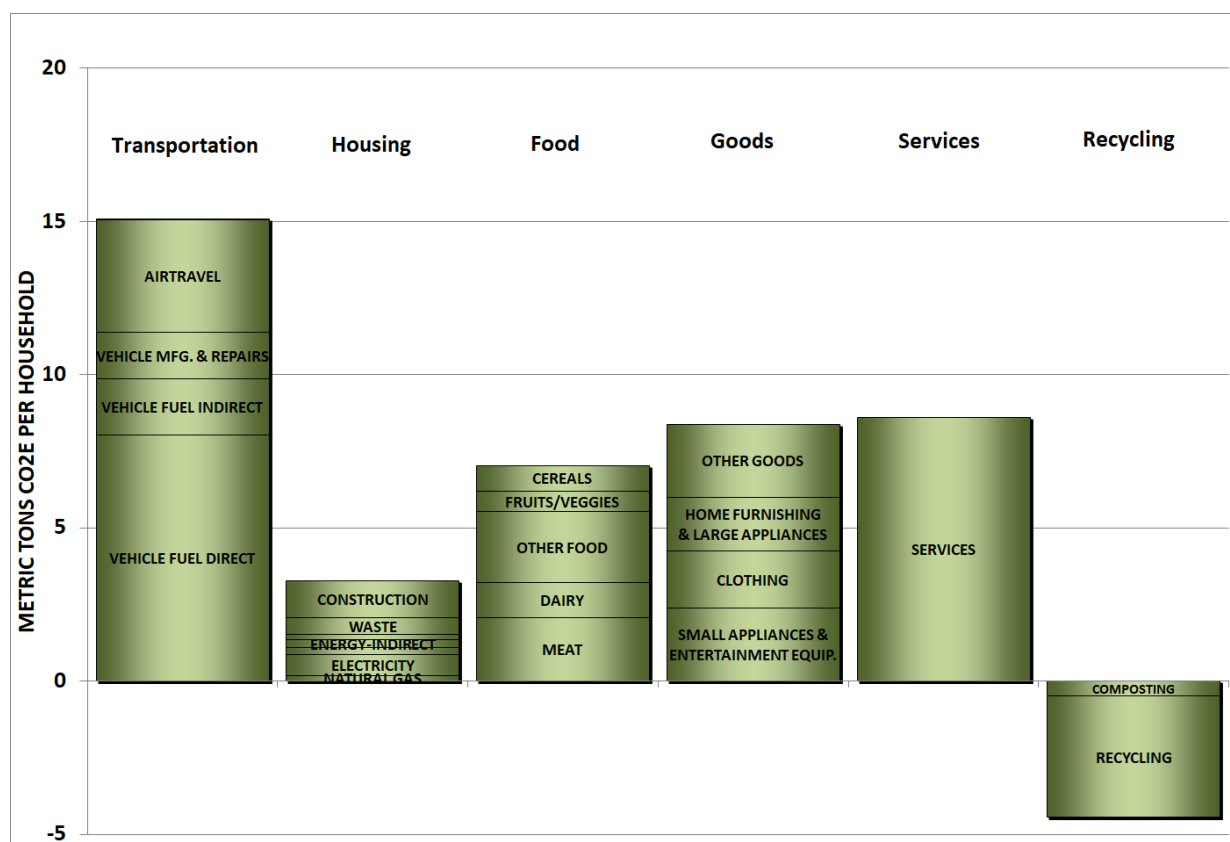 METRIC TONS CO2E PER HOUSEHOLD
20
15
10
5
0
-5
Transportation
Housing
Food
Goods
Services
Recycling
AIRTRAVEL
VEHICLE MFG. & REPAIRS
VEHICLE FUEL INDIRECT
VEHICLE FUEL DIRECT
CONSTRUCTION
WASTE
ENERGY-INDIRECT
ELECTRICITY
NATURAL GAS
CEREALS
FRUITS/VEGGIES
OTHER FOOD
DAIRY
MEAT
OTHER GOODS
HOME FURNISHING
& LARGE APPLIANCES
CLOTHING
SMALL APPLIANCES &
ENTERTAINMENT EQUIP.
SERVICES
COMPOSTING
RECYCLING